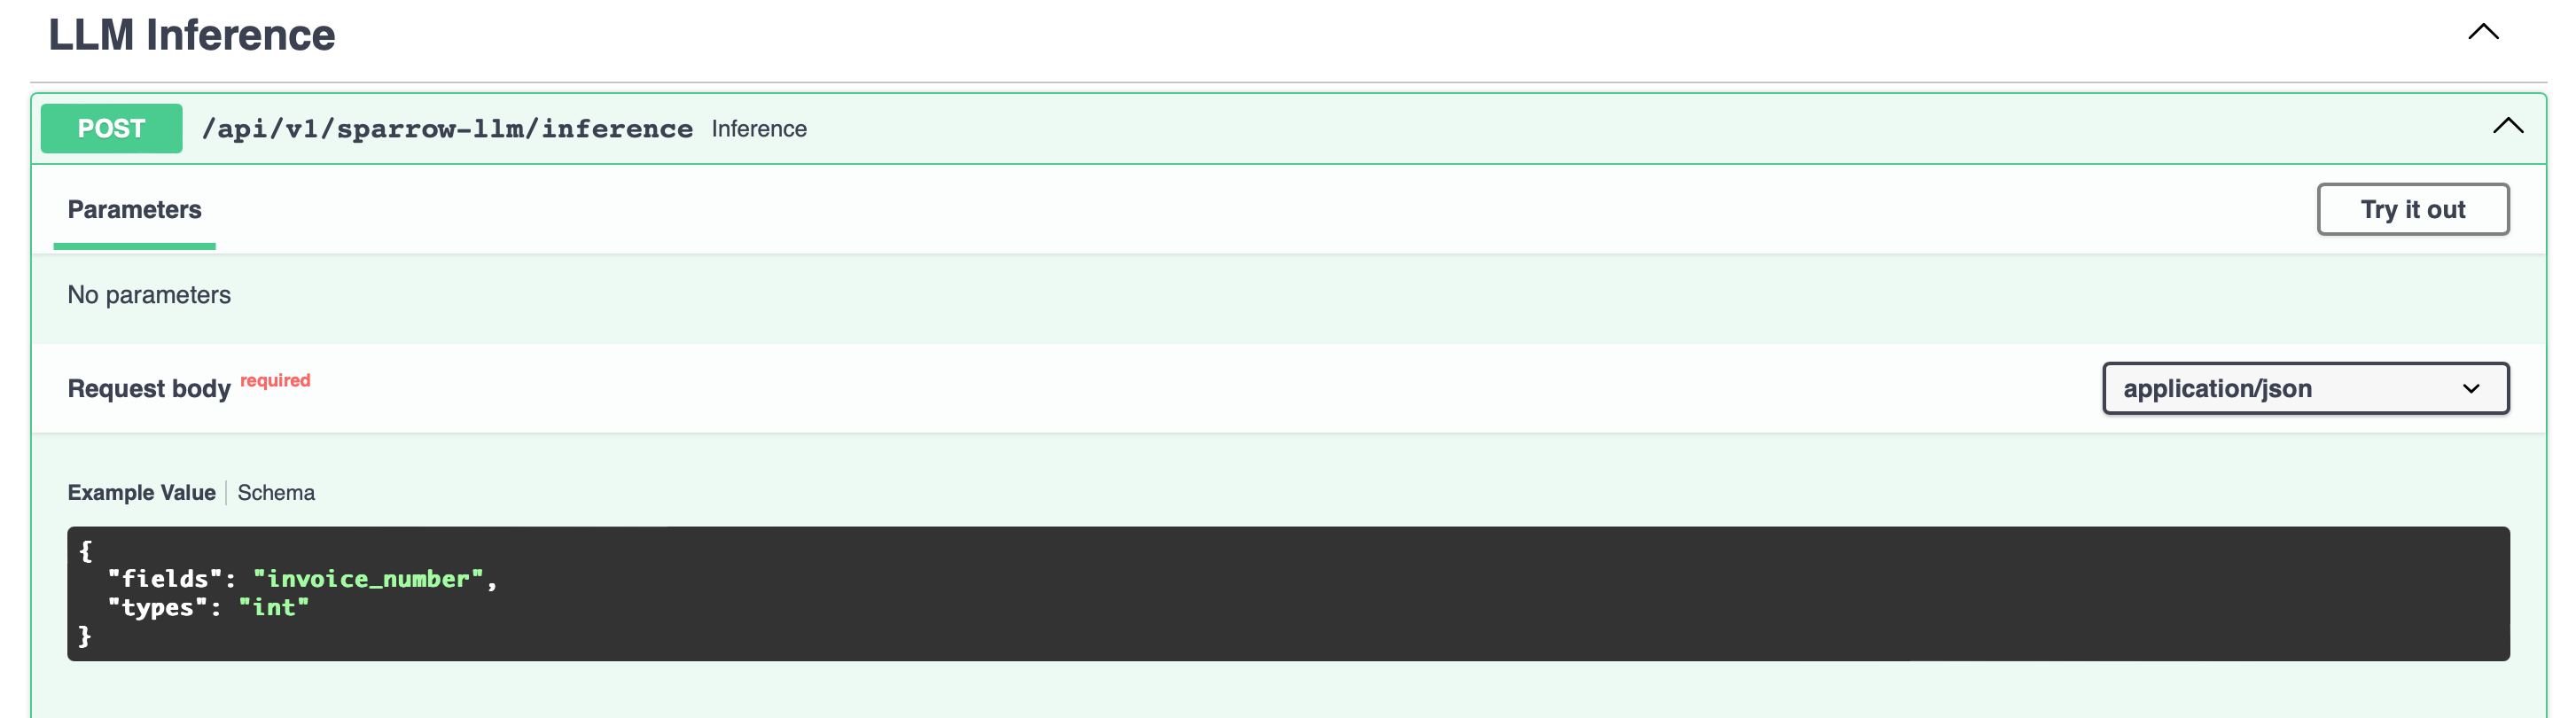 LLM Inference
POST /api/v1/sparrow-llm/inference Inference
Parameters
Try it out
No parameters
Request body required
application/json
Example Value | Schema
{
  "fields": "invoice_number",
  "types": "int"
}